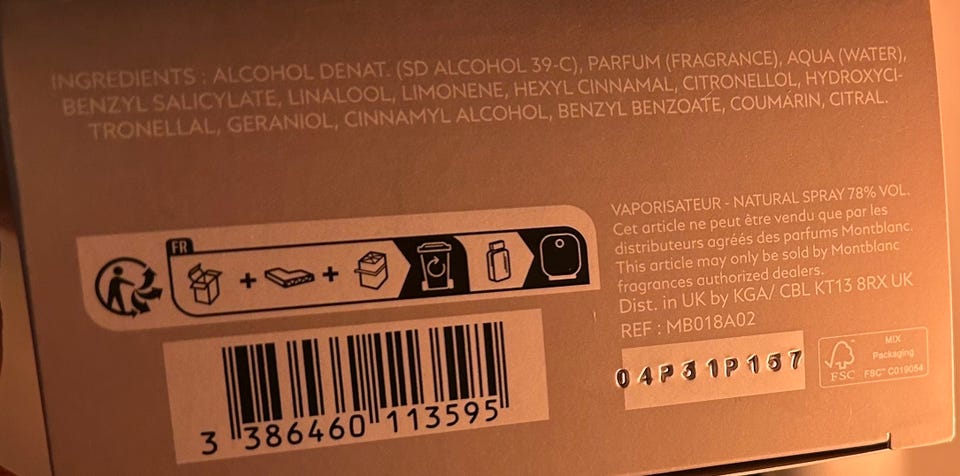 INGREDIENTS : ALCOHOL DENAT. (SD ALCOHOL 39-C), PARFUM (FRAGRANCE), AQUA (WATER),
BENZYL SALICYLATE, LINALOOL, LIMONENE, HEXYL CINNAMAL, CITRONELLOL, HYDROXYCI-
TRONELLAL, GERANIOL, CINNAMYL ALCOHOL, BENZYL BENZOATE, COUMARIN, CITRAL.
VAPORISATEUR - NATURAL SPRAY 78% VOL.
Cet article ne peut être vendu que par les
distributeurs agréés des parfums Montblanc.
This article may only be sold by Montblanc
fragrances authorized dealers.
Dist. in UK by KGA/ CBL KT13 8RX UK
REF : MB018A02
04P31P157
FR
3 386460 113595
FSC
MIX
Packaging
FSC™ C019054